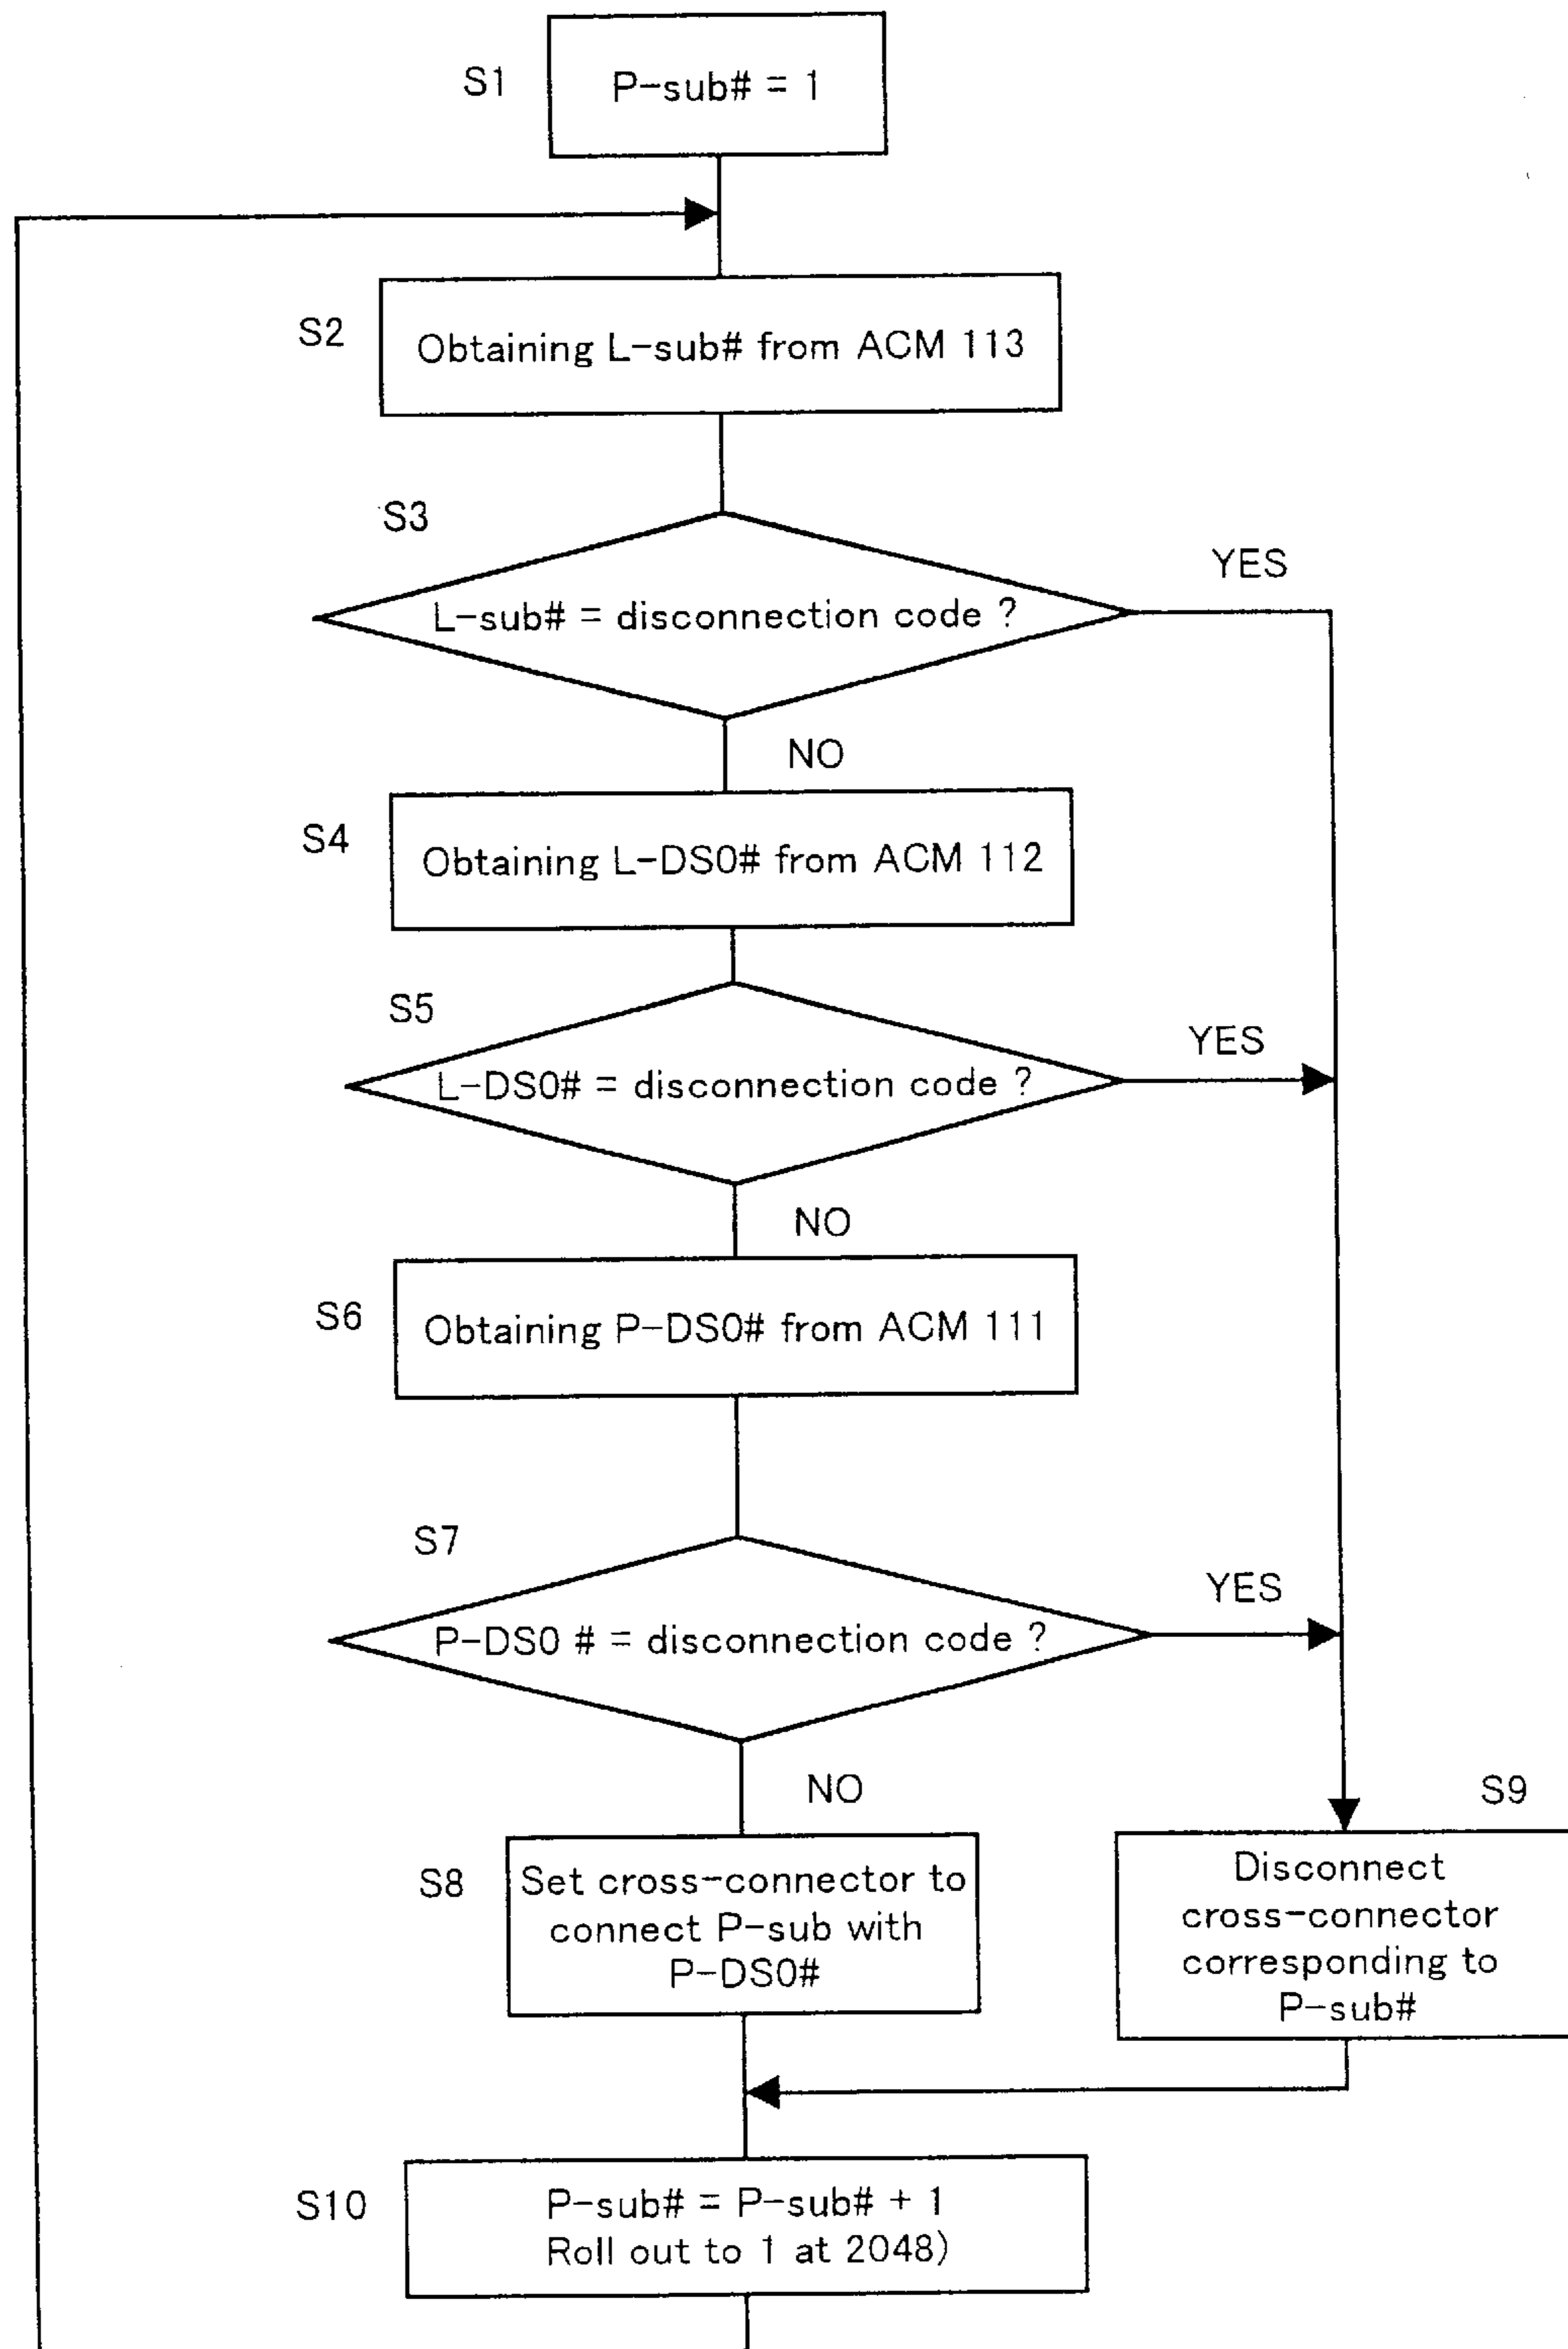 S1
P-sub# = 1
S2
Obtaining L-sub# from ACM 113
S3
L-sub# = disconnection code ?
YES
NO
S4
Obtaining L-DS0# from ACM 112
S5
L-DS0# = disconnection code ?
YES
NO
S6
Obtaining P-DS0# from ACM 111
S7
P-DS0 # = disconnection code ?
YES
NO
S8
Set cross-connector to
connect P-sub with
P-DS0#
S9
Disconnect
cross-connector
corresponding to
P-sub#
S10
P-sub# = P-sub# + 1
Roll out to 1 at 2048)